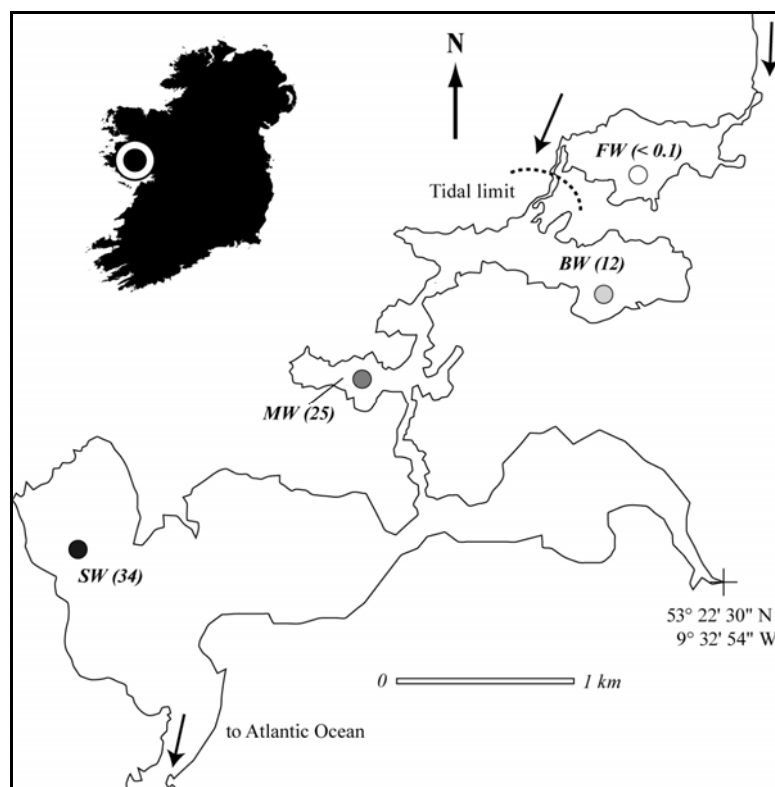 N
FW (< 0.1)
Tidal limit
BW (12)
MW (25)
SW (34)
53° 22' 30" N
9° 32' 54" W
0
1 km
to Atlantic Ocean